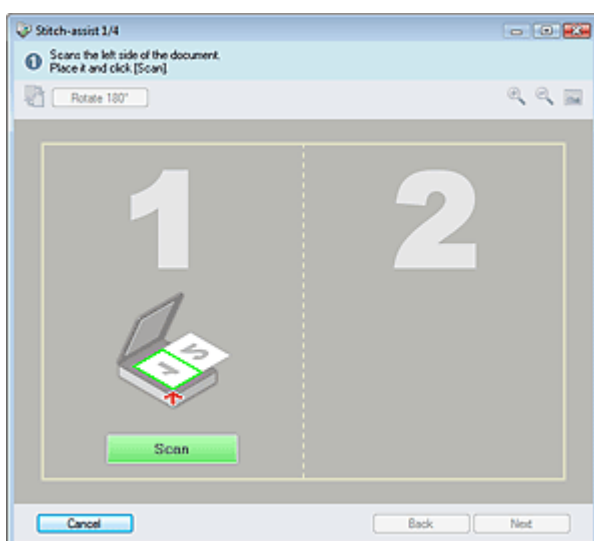 Stitch-assist 1/4
Scans the left side of the document.
Place it and click [Scan].
Rotate 180°
1 2
Scan
Cancel Back Next